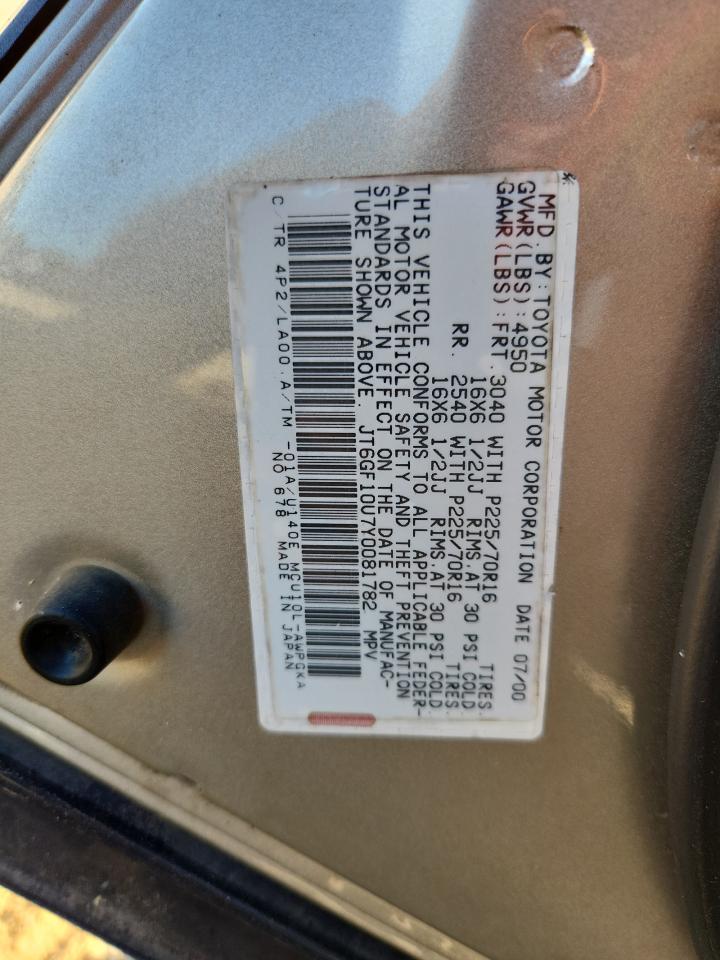 MFD. BY: TOYOTA MOTOR CORPORATION DATE 07/00
GVWR(LBS): 4950
GAWR(LBS): FRT. 3040 WITH P225/70R16 TIRES.
16X6 1/2JJ RIMS. AT 30 PSI COLD.
RR. 2540 WITH P225/70R16 TIRES.
16X6 1/2JJ RIMS. AT 30 PSI COLD.
THIS VEHICLE CONFORMS TO ALL APPLICABLE FEDER-
AL MOTOR VEHICLE SAFETY AND THEFT PREVENTION
STANDARDS IN EFFECT ON THE DATE OF MANUFAC-
TURE SHOWN ABOVE. JT6GF10U7Y0081782 MPV
C/TR 4P2/LA00. A/TM -01A/U140E MCU10L-AWPGKA
NO 678 MADE IN JAPAN